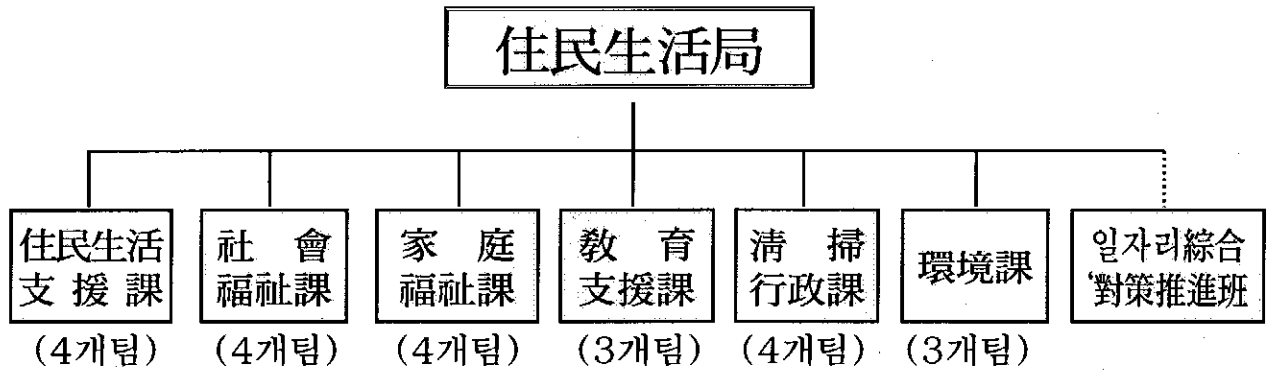 住民生活局
住民生活
支援課
社會
福祉課
家庭
福祉課
敎育
支援課
淸掃
行政課
環境課
일자리綜合
對策推進班
(4개팀)
(4개팀)
(4개팀)
(3개팀)
(4개팀)
(3개팀)